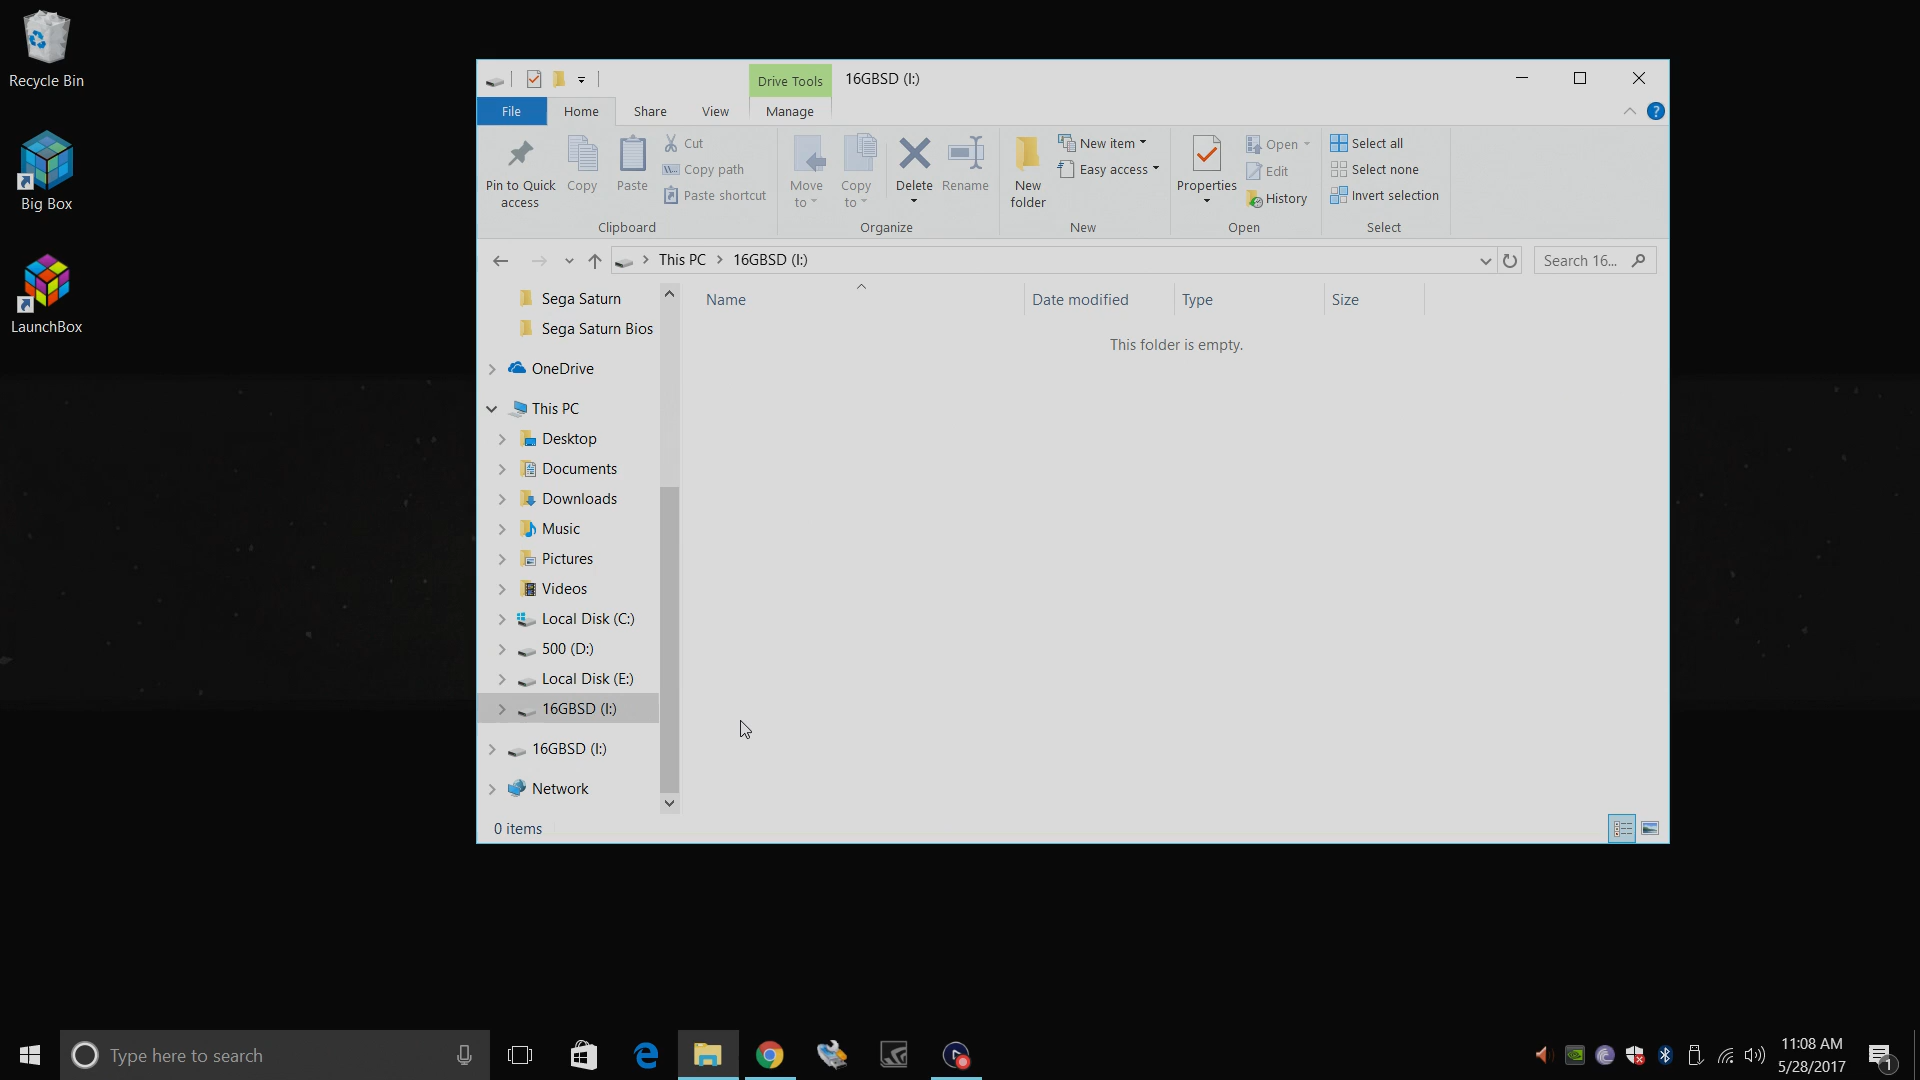 Recycle Bin
Big Box
LaunchBox
Drive Tools
16GBSD (I:)
File
Home
Share
View
Manage
Pin to Quick
access
Copy
Paste
Cut
Copy path
Paste shortcut
Clipboard
Move
to
Copy
to
Delete
Rename
Organize
New
folder
New item
Easy access
New
Properties
Open
Edit
History
Open
Select all
Select none
Invert selection
Select
This PC
16GBSD (I:)
Search 16...
Sega Saturn
Sega Saturn Bios
OneDrive
This PC
Desktop
Documents
Downloads
Music
Pictures
Videos
Local Disk (C:)
500 (D:)
Local Disk (E:)
16GBSD (I:)
16GBSD (I:)
Network
Name
Date modified
Type
Size
This folder is empty.
0 items
Type here to search
11:08 AM
5/28/2017
1